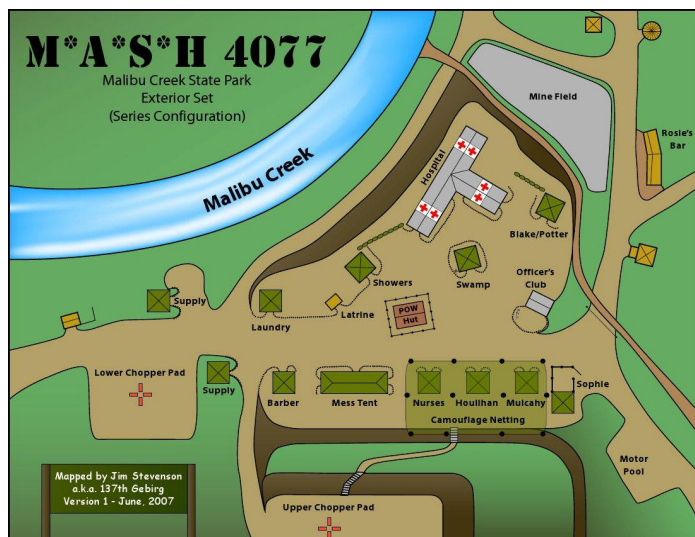 M*A*S*H 4077
Malibu Creek State Park
Exterior Set
(Series Configuration)
Malibu Creek
Mine Field
Rosie's
Bar
Hospital
Blake/Potter
Showers
Swamp
Officer's
Club
Supply
Latrine
POW
Hut
Laundry
Lower Chopper Pad
Supply
Barber
Mess Tent
Nurses
Houlihan
Mulcahy
Sophie
Camouflage Netting
Motor
Pool
Mapped by Jim Stevenson
a.k.a. 137th Gebirg
Version 1 - June, 2007
Upper Chopper Pad